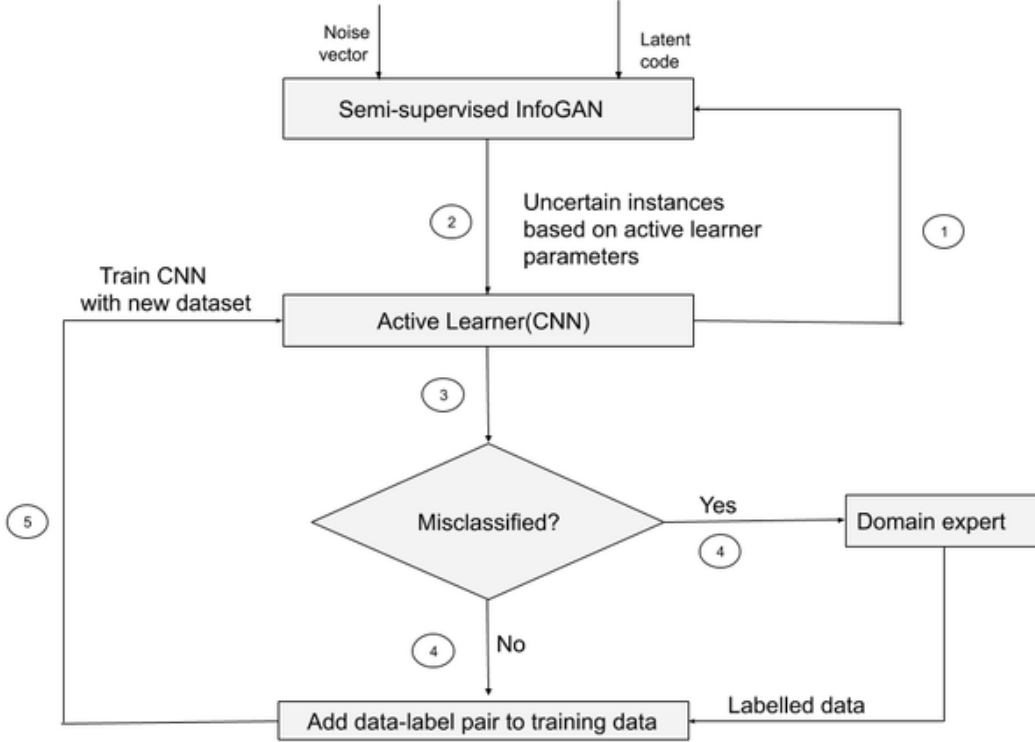 Noise
vector
Latent
code
Semi-supervised InfoGAN
2
Uncertain instances
based on active learner
parameters
1
Train CNN
with new dataset
Active Learner(CNN)
3
Misclassified?
Yes
4
Domain expert
5
4
No
Labelled data
Add data-label pair to training data